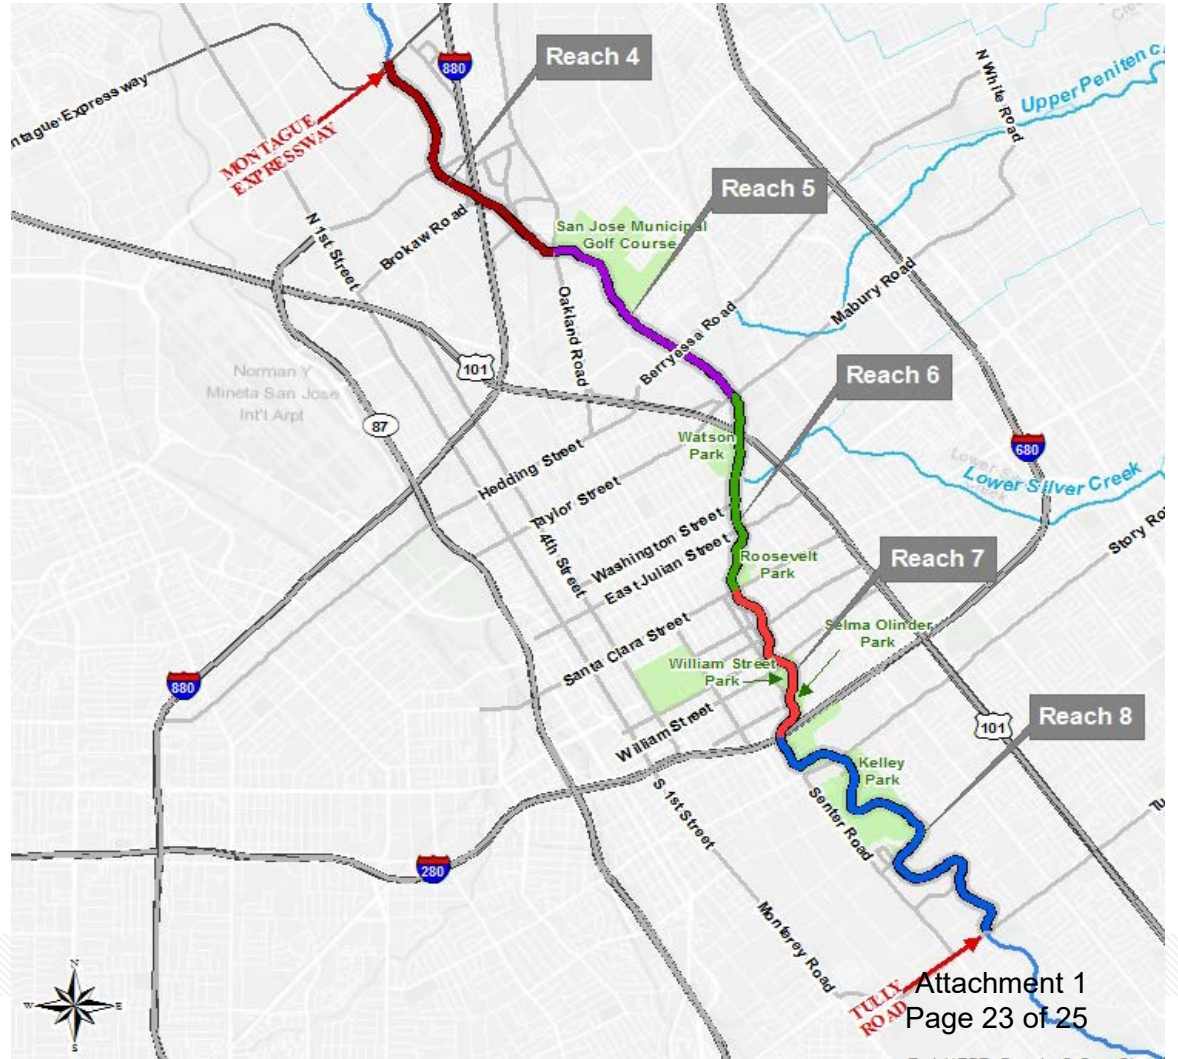 880
Reach 4
N White Road
Upper Penitenc
ntague Expressway
MONTAGUE
EXPRESSWAY
Reach 5
San Jose Municipal
Golf Course
N 1st Street
Brokaw Road
Oakland Road
Mabury Road
Berryessa Road
101
Norman Y
Mineta San Jose
Int'l Arpt
Reach 6
87
Watson
Park
680
Lower Silver Creek
Hedding Street
Taylor Street
4th Street
Washington Street
East Julian Street
Story Ro
Roosevelt
Park
Reach 7
Selma Olinder
Park
Santa Clara Street
William Street
Park
880
William Street
101
Reach 8
Kelley
Park
Senter Road
S 1st Street
280
Monterey Road
TULLY
ROAD
N
W E
S
Attachment 1
Page 23 of 25